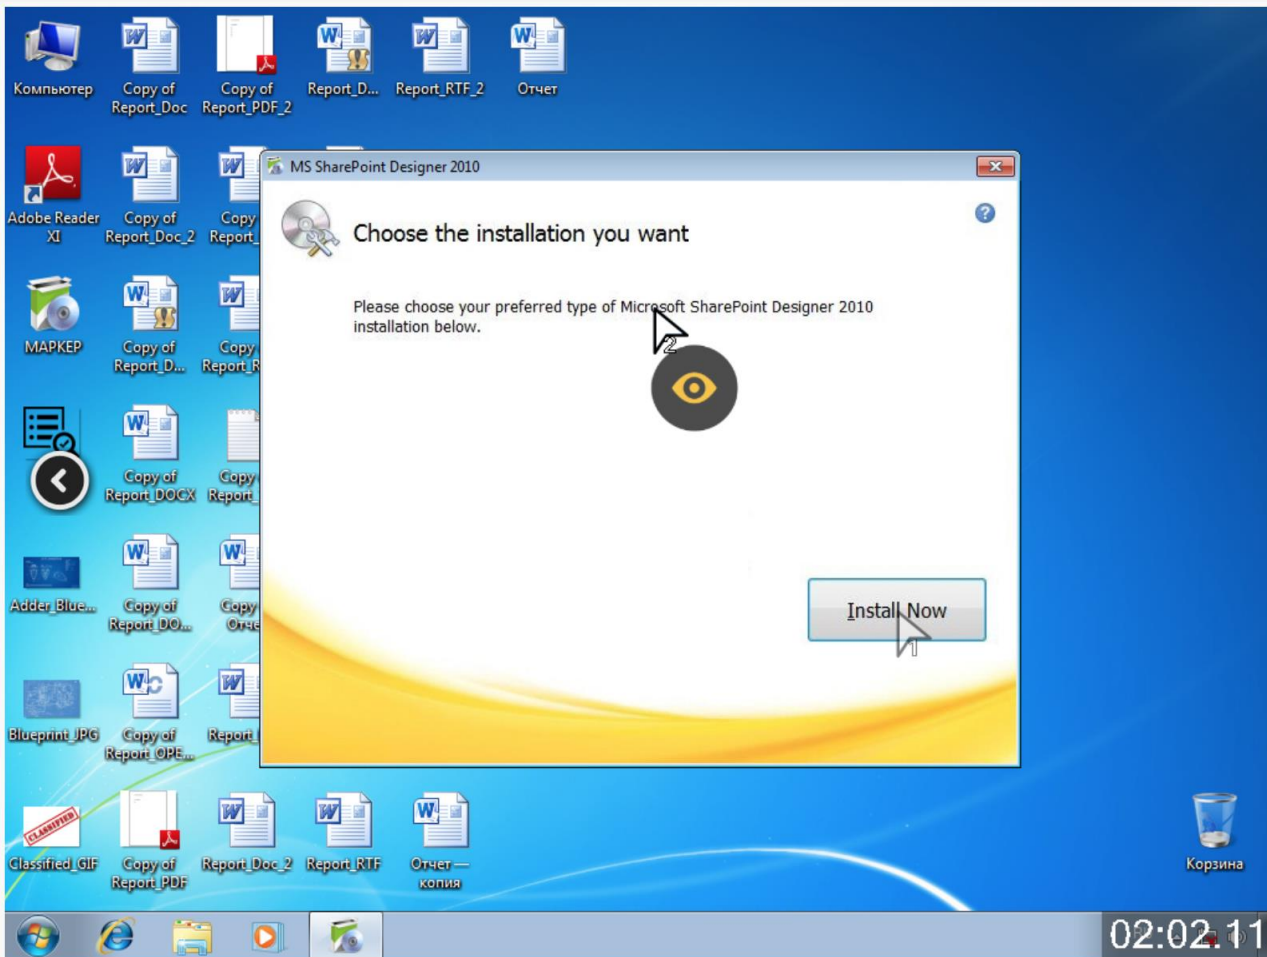 Компьютер
Copy of
Report_Doc
Copy of
Report_PDF_2
Report_D...
Report_RTF_2
Отчет
Adobe Reader
XI
Copy of
Report_Doc_2
Copy
Report_
MS SharePoint Designer 2010
Choose the installation you want
Please choose your preferred type of Microsoft SharePoint Designer 2010
installation below.
2
МАРКЕР
Copy of
Report_D...
Copy
Report_R
Copy of
Report_DOCX
Copy
Report_
Adder_Blue...
Copy of
Report_DO...
Copy
Отче
Install Now
1
Blueprint_JPG
Copy of
Report_OPE...
Report_
CLASSIFIED
Classified_GIF
Copy of
Report_PDF
Report_Doc_2
Report_RTF
Отчет —
копия
Корзина
02:02.11